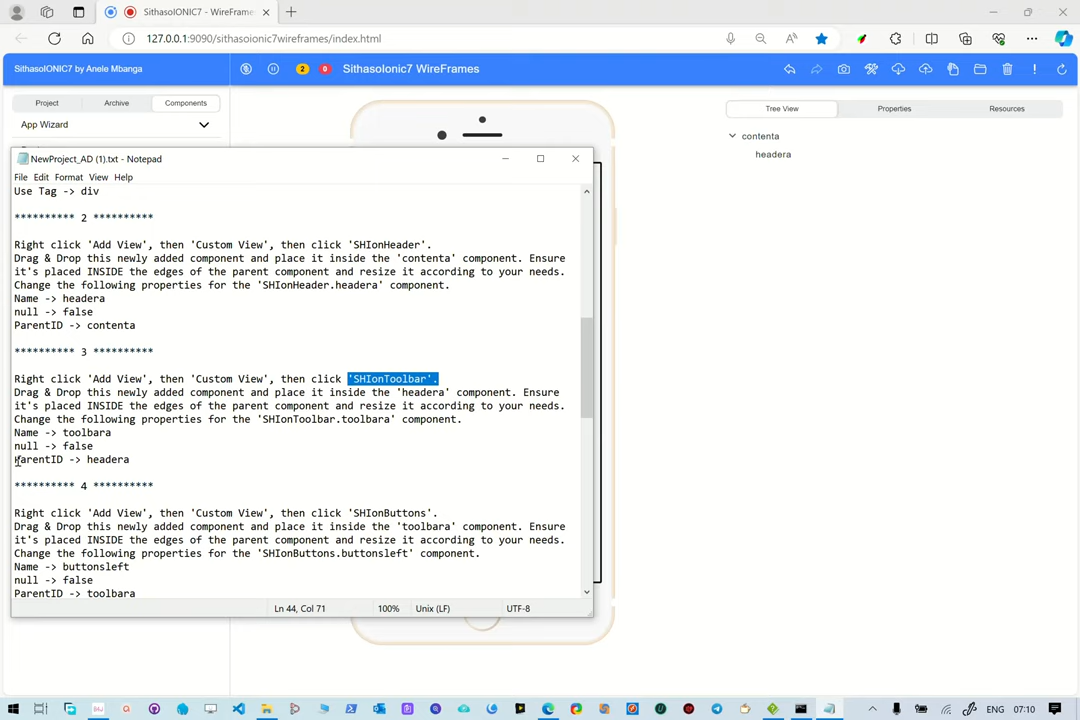 SithasoIONIC7 - WireFrames
127.0.0.1:9090/sithasoionic7wireframes/index.html
SithasoIONIC7 by Anele Mbanga
2
0
SithasoIonic7 WireFrames
Project
Archive
Components
App Wizard
Tree View
Properties
Resources
contenta
headera
NewProject_AD (1).txt - Notepad
File Edit Format View Help
Use Tag -> div
********** 2 **********
Right click 'Add View', then 'Custom View', then click 'SHIonHeader'.
Drag & Drop this newly added component and place it inside the 'contenta' component. Ensure
it's placed INSIDE the edges of the parent component and resize it according to your needs.
Change the following properties for the 'SHIonHeader.headera' component.
Name -> headera
null -> false
ParentID -> contenta
********** 3 **********
Right click 'Add View', then 'Custom View', then click 'SHIonToolbar'.
Drag & Drop this newly added component and place it inside the 'headera' component. Ensure
it's placed INSIDE the edges of the parent component and resize it according to your needs.
Change the following properties for the 'SHIonToolbar.toolbara' component.
Name -> toolbara
null -> false
ParentID -> headera
********** 4 **********
Right click 'Add View', then 'Custom View', then click 'SHIonButtons'.
Drag & Drop this newly added component and place it inside the 'toolbara' component. Ensure
it's placed INSIDE the edges of the parent component and resize it according to your needs.
Change the following properties for the 'SHIonButtons.buttonsleft' component.
Name -> buttonsleft
null -> false
ParentID -> toolbara
Ln 44, Col 71
100%
Unix (LF)
UTF-8
ENG
07:10